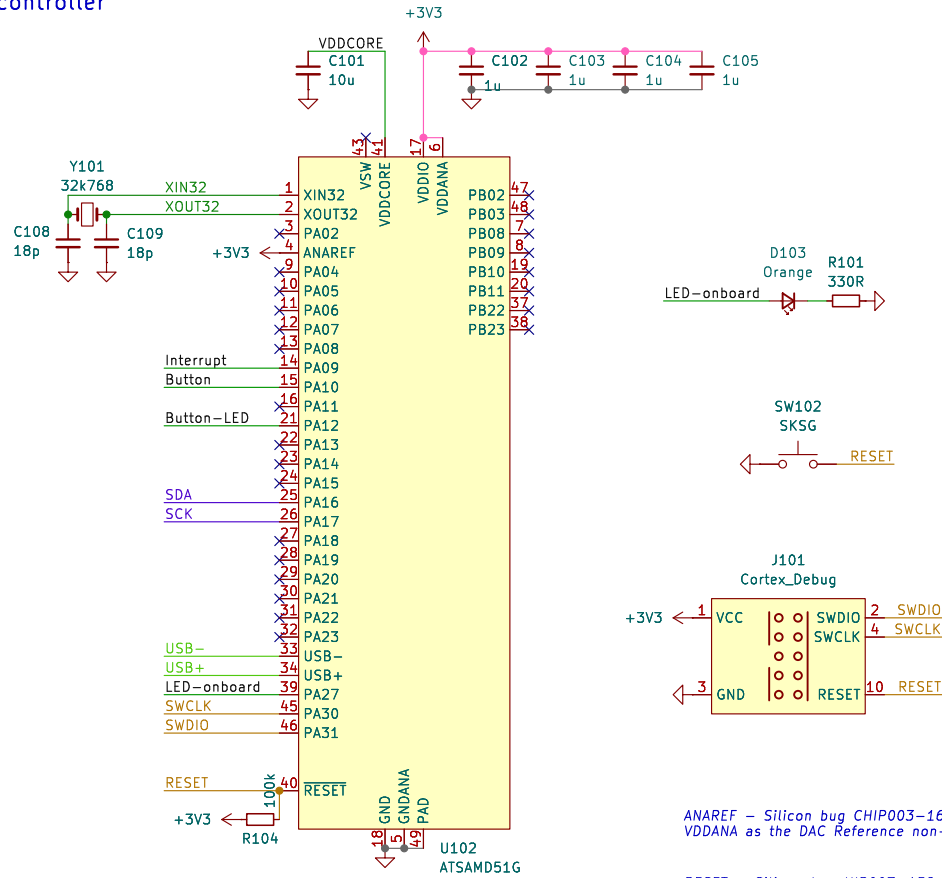 controller
+3V3
VDDCORE
C101
10u
C102
1u
C103
1u
C104
1u
C105
1u
43
41
17
6
VSW
VDDCORE
VDDIO
VDDANA
Y101
32k768
C108
18p
C109
18p
XIN32
1
XIN32
XOUT32
2
XOUT32
3
PA02
+3V3
4
ANAREF
9
PA04
10
PA05
11
PA06
12
PA07
13
PA08
Interrupt
14
PA09
Button
15
PA10
16
PA11
Button-LED
21
PA12
22
PA13
23
PA14
24
PA15
SDA
25
PA16
SCK
26
PA17
27
PA18
28
PA19
29
PA20
30
PA21
31
PA22
32
PA23
USB-
33
USB-
USB+
34
USB+
LED-onboard
39
PA27
SWCLK
45
PA30
SWDIO
46
PA31
RESET
40
RESET
100k
+3V3
R104
PB02
47
PB03
48
PB08
7
PB09
8
PB10
19
PB11
20
PB22
37
PB23
38
GND
GNDANA
PAD
18
5
49
U102
ATSAMD51G
D103
Orange
R101
330R
LED-onboard
SW102
SKSG
RESET
J101
Cortex_Debug
+3V3
1
VCC
SWDIO
2
SWDIO
SWCLK
4
SWCLK
3
GND
RESET
10
RESET
ANAREF - Silicon bug CHIP003-16
VDDANA as the DAC Reference non-